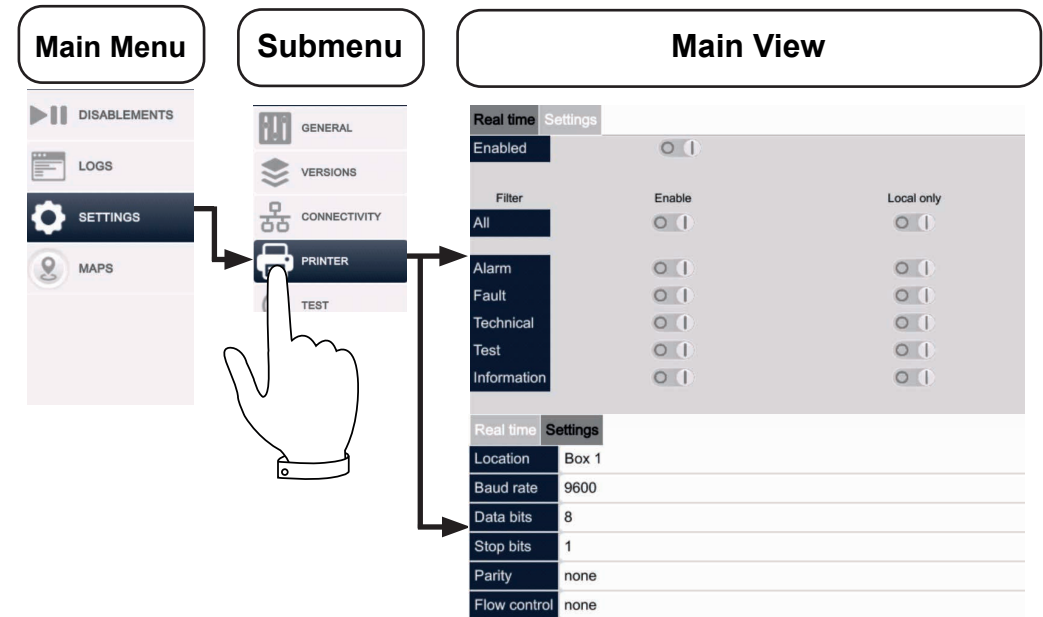 Main Menu
Submenu
Main View
DISABLEMENTS
LOGS
SETTINGS
MAPS
GENERAL
VERSIONS
CONNECTIVITY
PRINTER
TEST
Real time Settings
Enabled
Filter Enable Local only
All
Alarm
Fault
Technical
Test
Information
Real time Settings
Location Box 1
Baud rate 9600
Data bits 8
Stop bits 1
Parity none
Flow control none